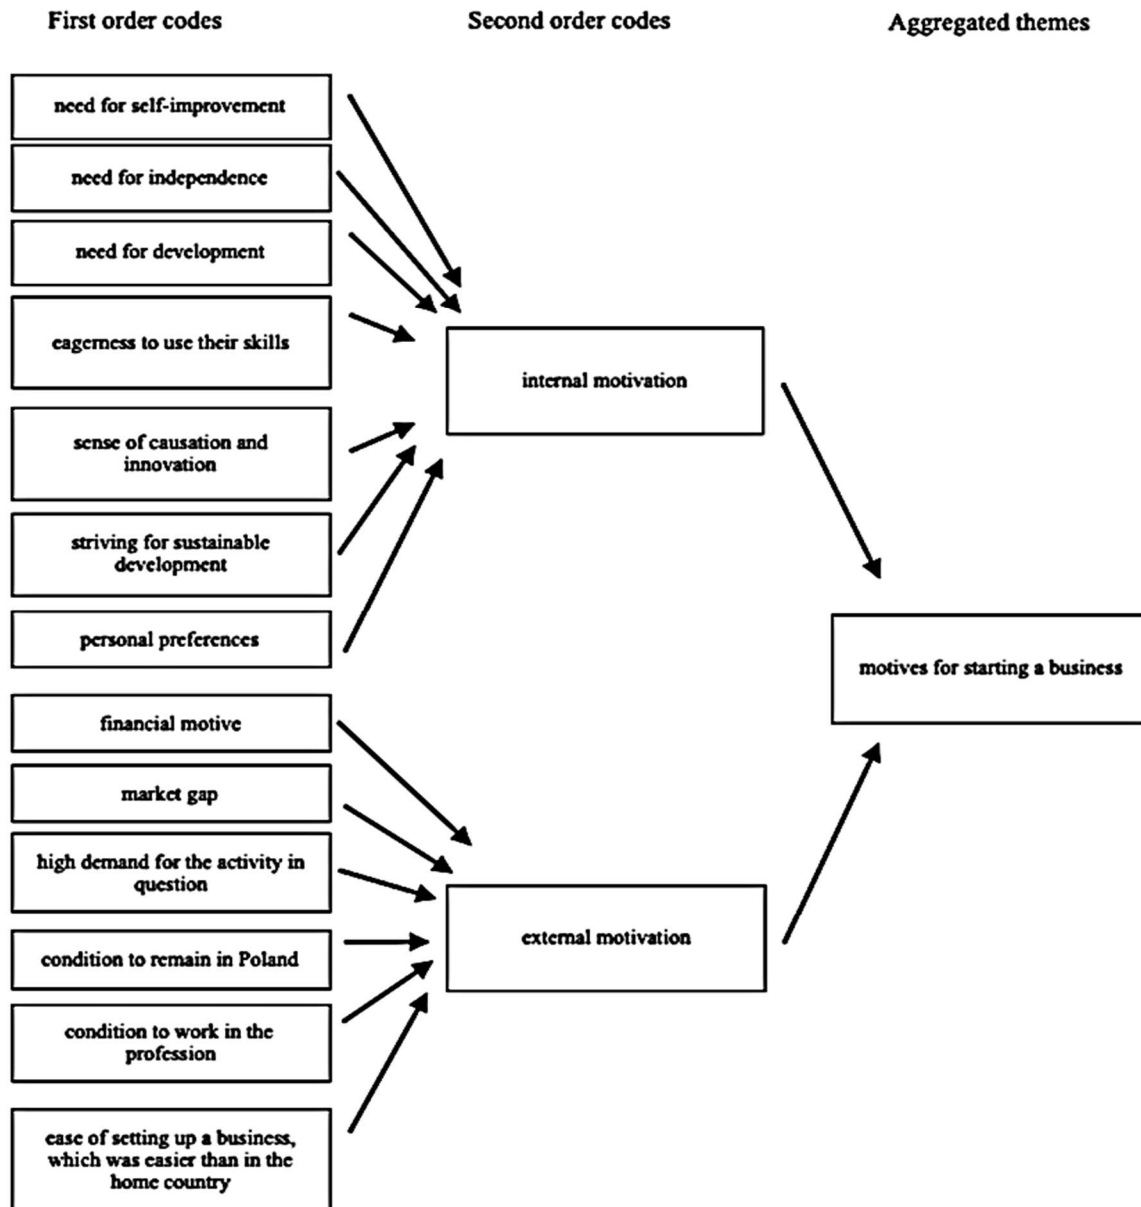 First order codes
Second order codes
Aggregated themes
need for self-improvement
need for independence
need for development
eagerness to use their skills
sense of causation and
innovation
striving for sustainable
development
personal preferences
financial motive
market gap
high demand for the activity in
question
condition to remain in Poland
condition to work in the
profession
ease of setting up a business,
which was easier than in the
home country
internal motivation
external motivation
motives for starting a business